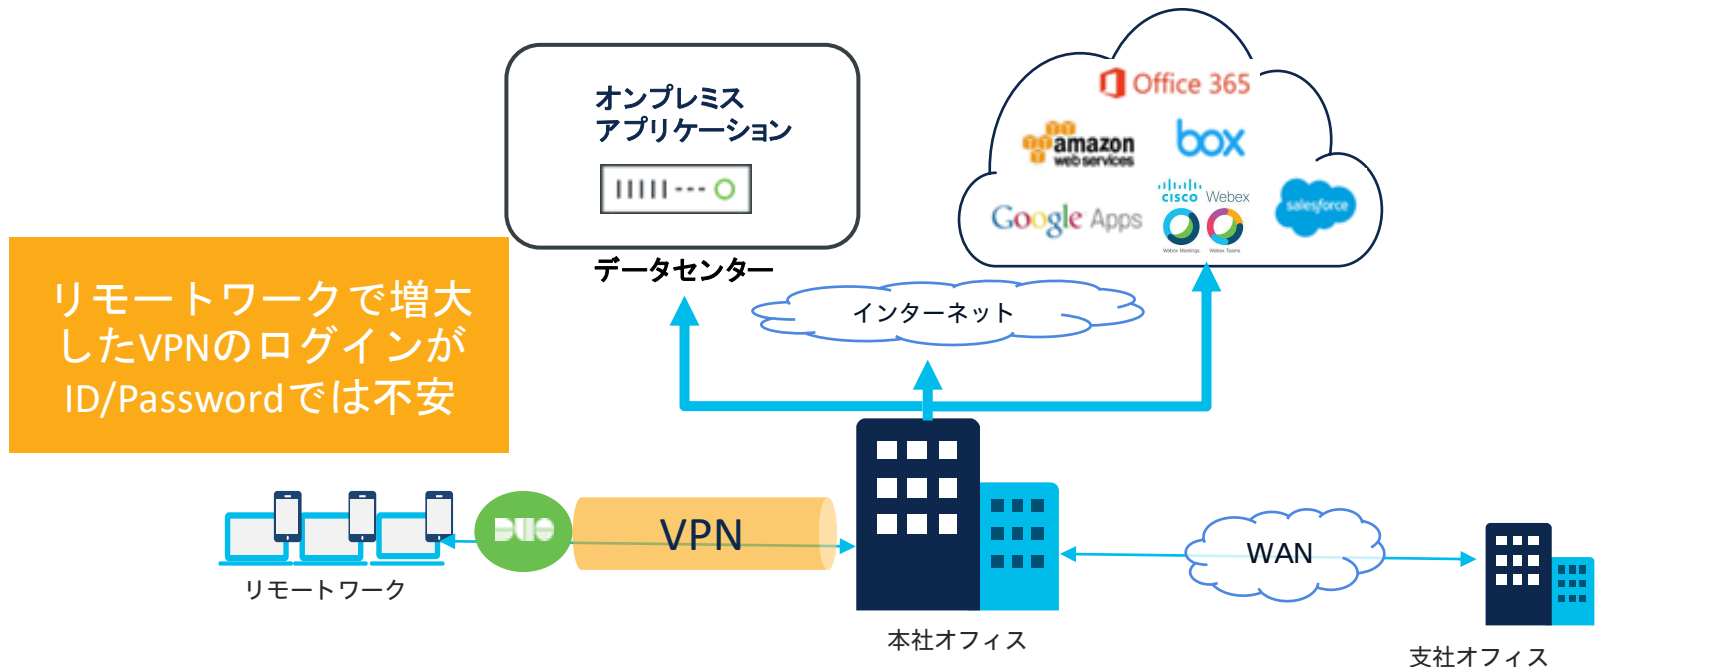 オンプレミス
アプリケーション
データセンター
Office 365
amazon
web services
box
Google Apps
CISCO Webex
Webex Meetings
Webex Teams
salesforce
インターネット
リモートワークで増大
したVPNのログインが
ID/Passwordでは不安
DUO
VPN
WAN
リモートワーク
本社オフィス
支社オフィス